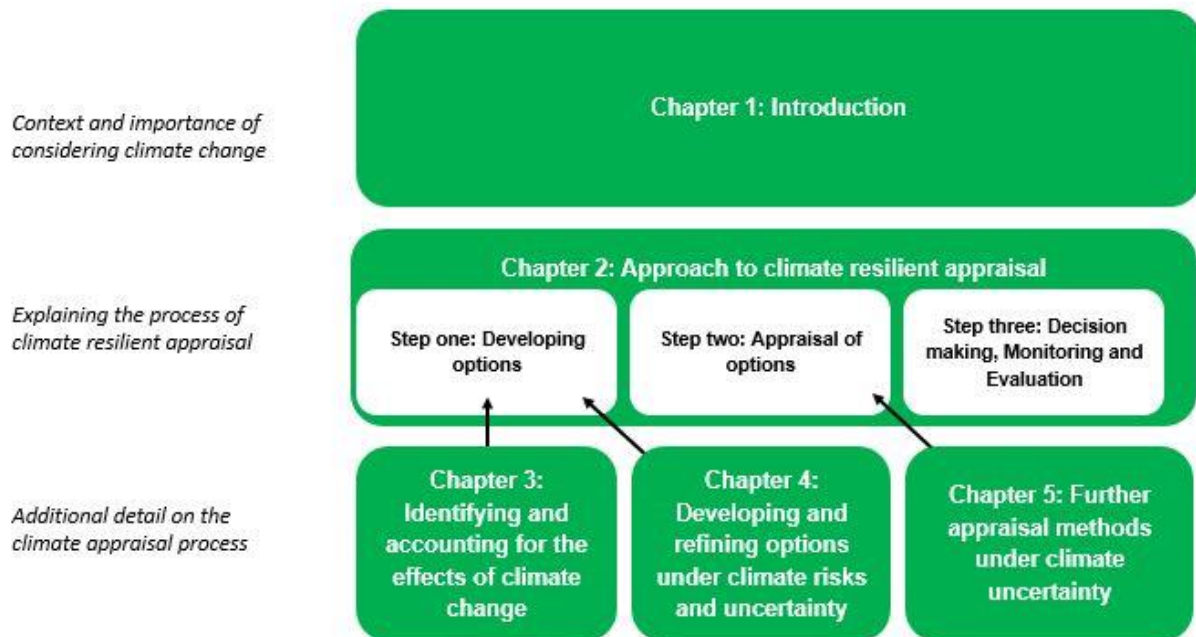 Context and importance of
considering climate change
Chapter 1: Introduction
Explaining the process of
climate resilient appraisal
Chapter 2: Approach to climate resilient appraisal
Step one: Developing
options
Step two: Appraisal of
options
Step three: Decision
making, Monitoring and
Evaluation
Additional detail on the
climate appraisal process
Chapter 3:
Identifying and
accounting for the
effects of climate
change
Chapter 4:
Developing and
refining options
under climate risks
and uncertainty
Chapter 5: Further
appraisal methods
under climate
uncertainty